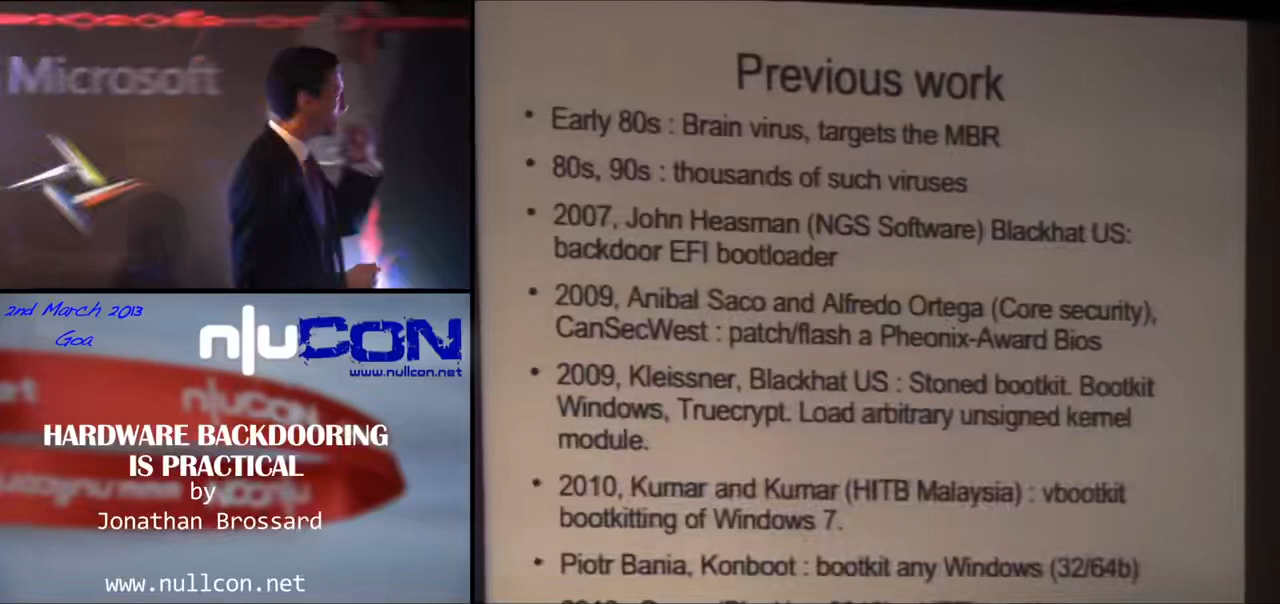 Microsoft
2nd March 2013
Goa
n|u CON
www.nullcon.net
HARDWARE BACKDOORING
IS PRACTICAL
by
Jonathan Brossard
www.nullcon.net
Previous work
• Early 80s : Brain virus, targets the MBR
• 80s, 90s : thousands of such viruses
• 2007, John Heasman (NGS Software) Blackhat US:
backdoor EFI bootloader
• 2009, Anibal Saco and Alfredo Ortega (Core security),
CanSecWest : patch/flash a Pheonix-Award Bios
• 2009, Kleissner, Blackhat US : Stoned bootkit. Bootkit
Windows, Truecrypt. Load arbitrary unsigned kernel
module.
• 2010, Kumar and Kumar (HITB Malaysia) : vbootkit
bootkitting of Windows 7.
• Piotr Bania, Konboot : bootkit any Windows (32/64b)